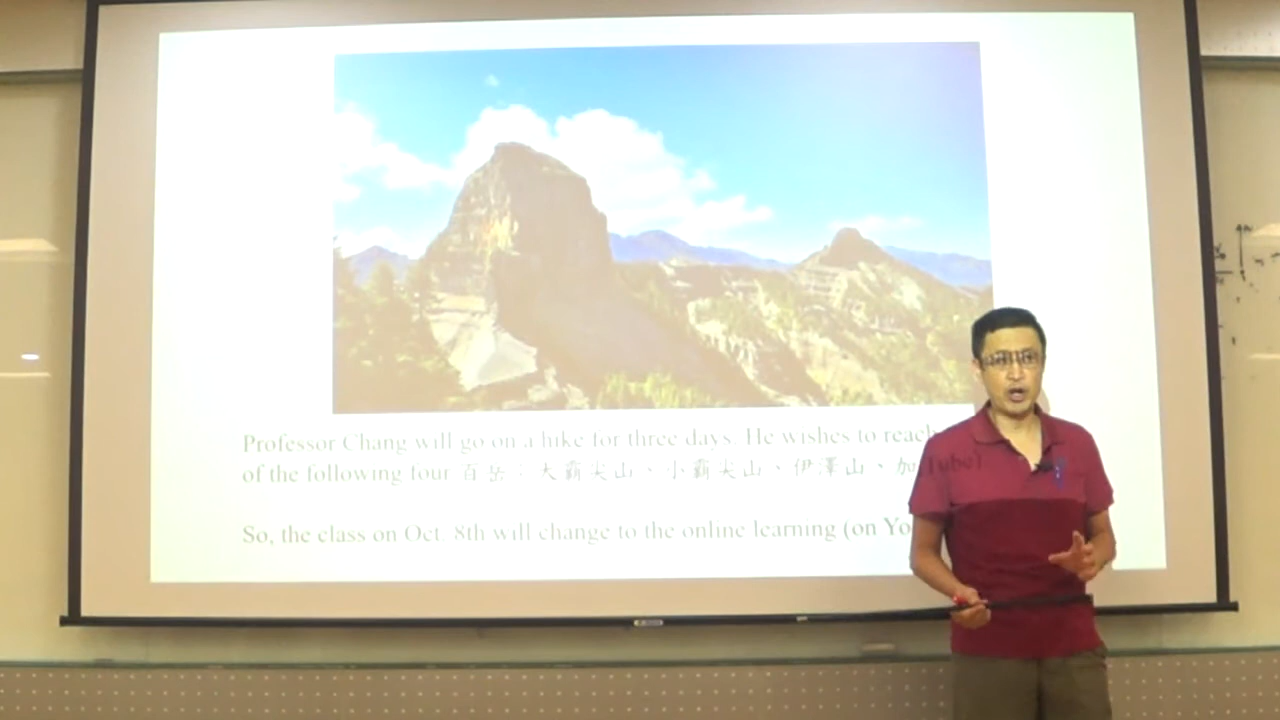 Professor Chang will go on a hike for three days. He wishes to reach
of the following four 百岳：大霸尖山、小霸尖山、伊澤山、加
So, the class on Oct. 8th will change to the online learning (on YouTube)